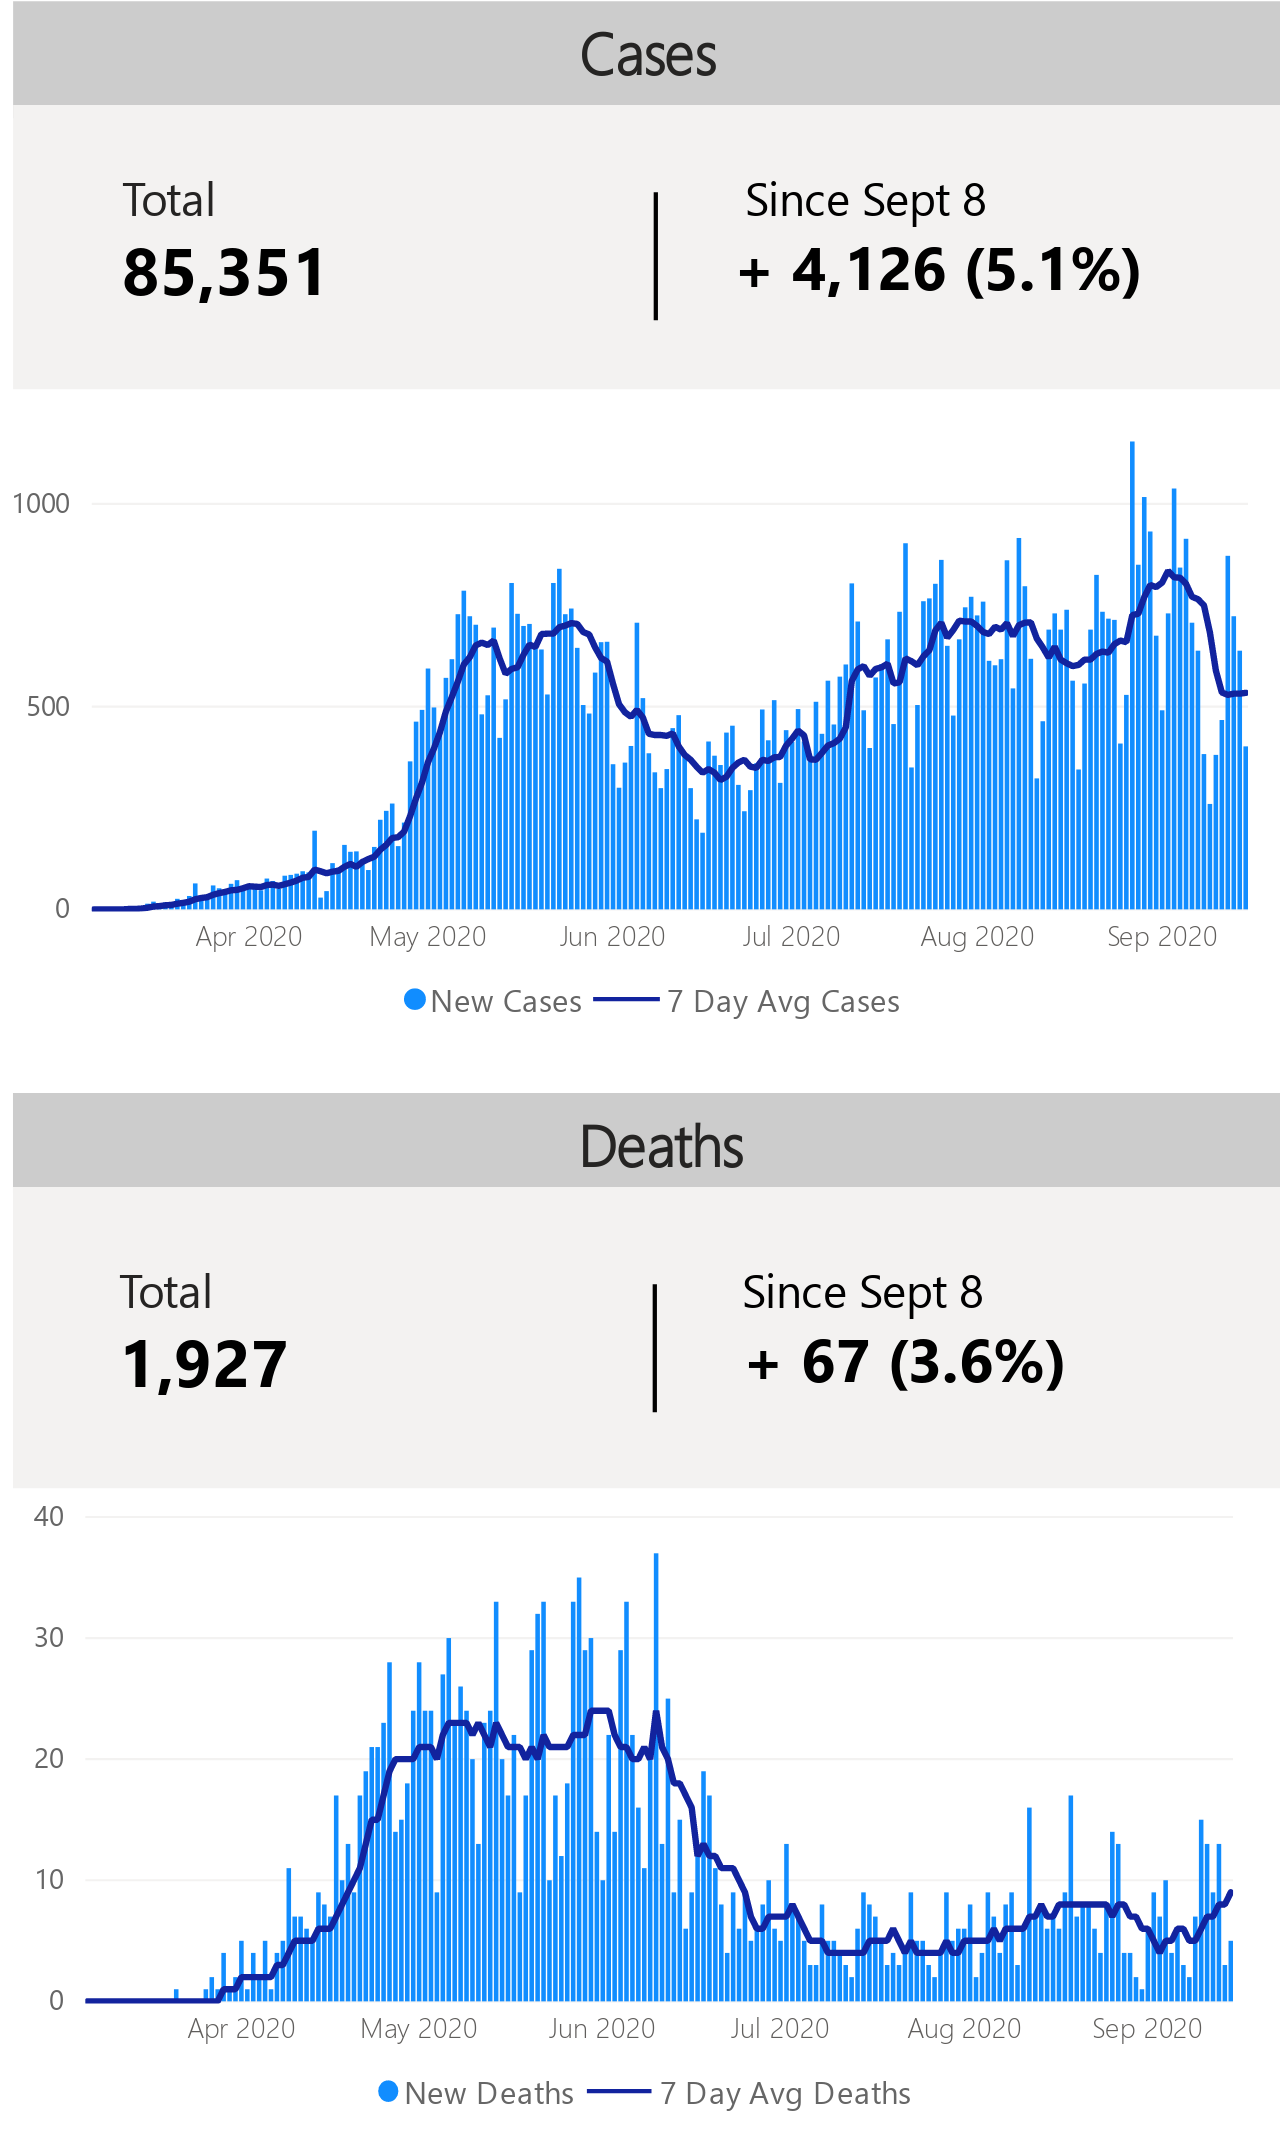 Cases
Total
Since Sept 8
85,351
+ 4,126 (5.1%)
1000
500
0
Apr 2020 May 2020 Jun 2020 Jul 2020 Aug 2020 Sep 2020
New Cases 7 Day Avg Cases
Deaths
Total
Since Sept 8
1,927
+ 67 (3.6%)
40
30
20
10
0
Apr 2020 May 2020 Jun 2020 Jul 2020 Aug 2020 Sep 2020
New Deaths 7 Day Avg Deaths